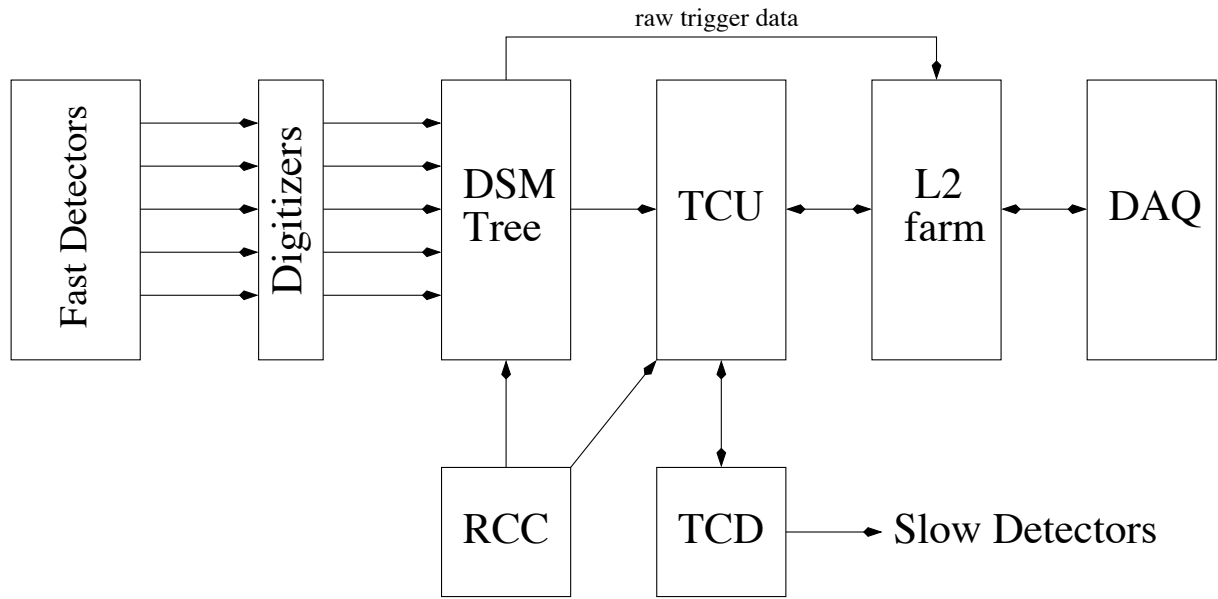 raw trigger data
Fast Detectors
Digitizers
DSM
Tree
TCU
L2
farm
DAQ
RCC
TCD
Slow Detectors